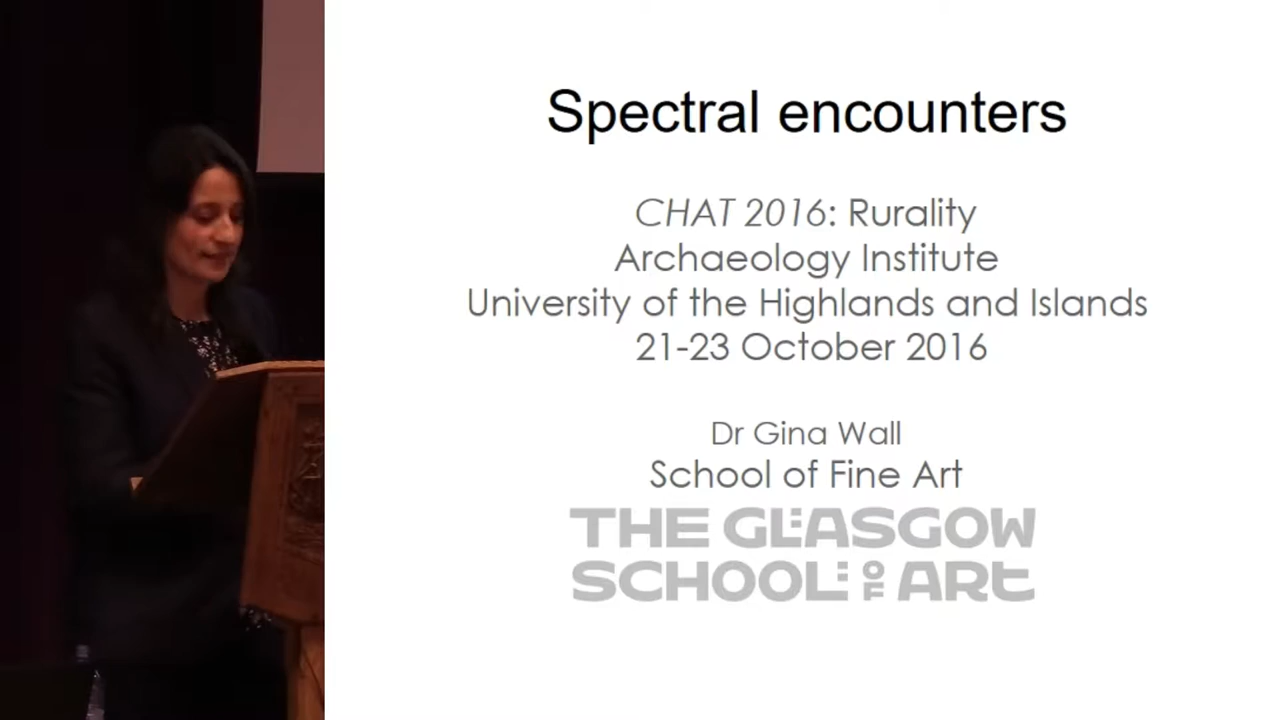 Spectral encounters
CHAT 2016: Rurality
Archaeology Institute
University of the Highlands and Islands
21-23 October 2016
Dr Gina Wall
School of Fine Art
THE GLASGOW
SCHOOL OF ART